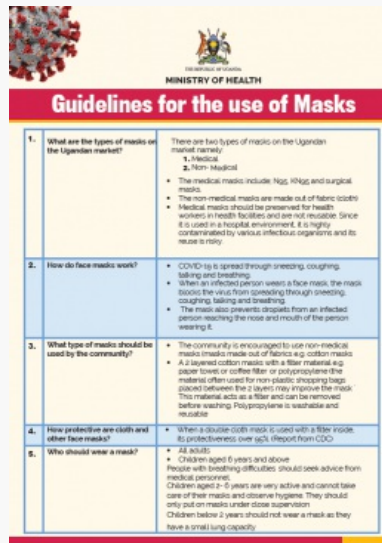 THE REPUBLIC OF UGANDA
MINISTRY OF HEALTH
Guidelines for the use of Masks
1.
What are the types of masks on
the Ugandan market?
There are two types of masks on the Ugandan
market namely
1. Medical
2. Non- Medical
• The medical masks include; N95, KN95 and surgical
masks.
• The non-medical masks are made out of fabric (cloth)
• Medical masks should be preserved for health
workers in health facilities and are not reusable. Since
it is used in a hospital environment, it is highly
contaminated by various infectious organisms and its
reuse is risky.
2.
How do face masks work?
• COVID-19 is spread through sneezing, coughing,
talking and breathing.
• When an infected person wears a face mask, the mask
blocks the virus from spreading through sneezing,
coughing, talking and breathing.
• The mask also prevents droplets from an infected
person reaching the nose and mouth of the person
wearing it.
3.
What type of masks should be
used by the community?
• The community is encouraged to use non-medical
masks (masks made out of fabrics e.g. cotton masks
• A 2 layered cotton masks with a filter material e.g.
paper towel or coffee filter or polypropylene (the
material often used for non-plastic shopping bags
placed between the 2 layers may improve the mask
This material acts as a filter and can be removed
before washing. Polypropylene is washable and
reusable
4.
How protective are cloth and
other face masks?
• When a double cloth mask is used with a filter inside,
its protectiveness over 95% (Report from CDC)
5.
Who should wear a mask?
• All adults
• Children aged 6 years and above
People with breathing difficulties should seek advice from
medical personnel.
Children aged 2- 6 years are very active and cannot take
care of their masks and observe hygiene. They should
only put on masks under close supervision
Children below 2 years should not wear a mask as they
have a small lung capacity